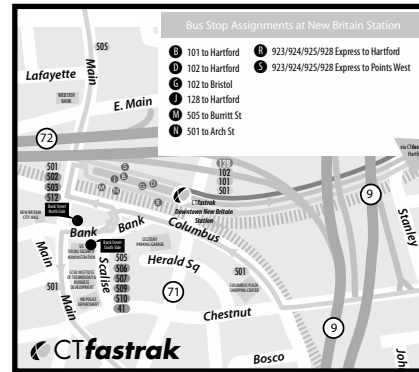 Bus Stop Assignments at New Britain Station
B 101 to Hartford
D 102 to Hartford
G 102 to Bristol
J 128 to Hartford
M 505 to Burritt St
N 501 to Arch St
R 923/924/925/928 Express to Hartford
S 923/924/925/928 Express to Points West
505
Main
Lafayette
WEBSTER
BANK
E. Main
72
501
502
503
512
Bank Street
North Side
NEW BRITAIN
CITY HALL
S
J
B
M
N
G
D
R
128
102
101
501
CTfastrak
Downtown New Britain
Station
via CTfastrak
Hartf
9
Stanley
Bank
Bank
Columbus
Bank Street
South Side
US
SOCIAL SECURITY
ADMINISTRATION
SZCZESNY
PARKING GARAGE
Main
Scalise
Herald Sq
505
506
507
509
510
41
CCSU INSTITUTE
OF TECHNOLOGY &
BUSINESS
DEVELOPMENT
501
NB POLICE
DEPARTMENT
Main
71
501
COLUMBUS PLAZA
SHOPPING CENTER
Chestnut
9
CTfastrak
Bosco
Joh